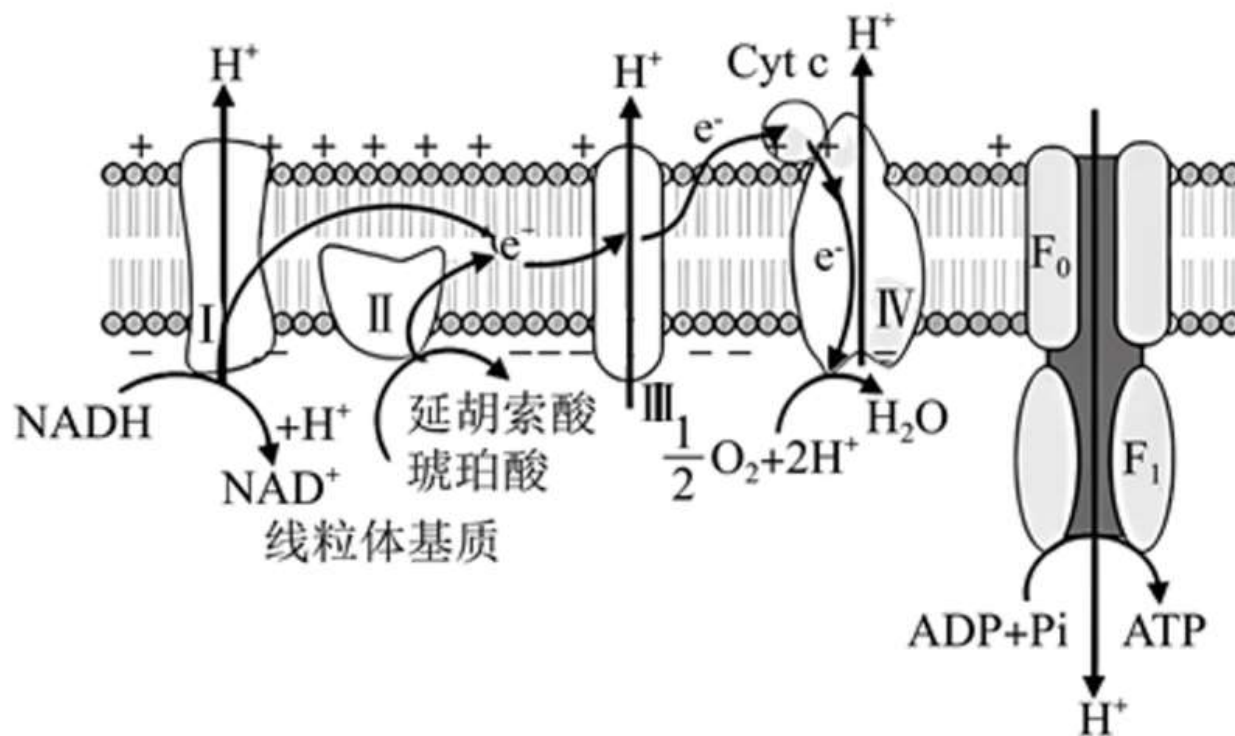 H⁺
H⁺
Cyt c
H⁺
+ + + + + + + + + +
e⁻
e⁻
e⁻
F₀
Ⅰ
Ⅱ
Ⅳ
− − − − − − − −
NADH
+H⁺
NAD⁺
延胡索酸
琥珀酸
Ⅲ
1/2 O₂+2H⁺
H₂O
F₁
线粒体基质
ADP+Pi
ATP
H⁺